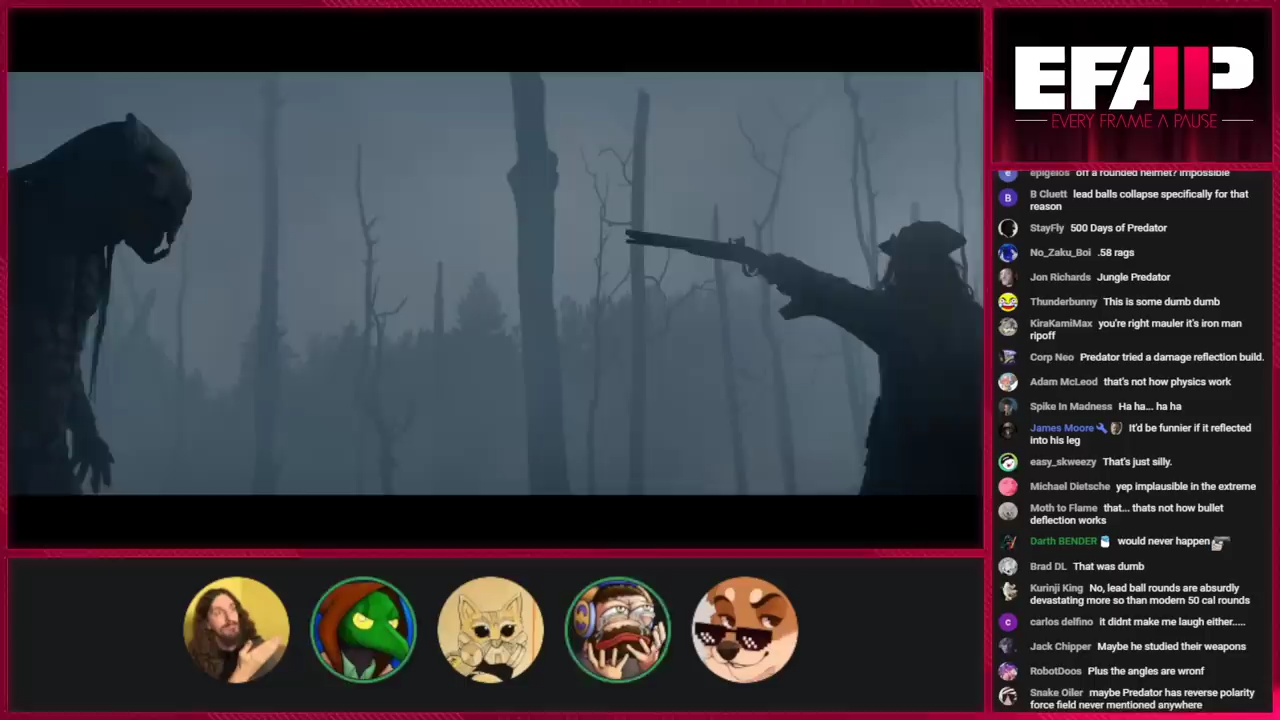 EFAP
EVERY FRAME A PAUSE
epigelos off a rounded helmet? impossible
B Cluett lead balls collapse specifically for that
reason
StayFly 500 Days of Predator
No_Zaku_Boi .58 rags
Jon Richards Jungle Predator
Thunderbunny This is some dumb dumb
KiraKamiMax you're right mauler it's iron man
ripoff
Corp Neo Predator tried a damage reflection build.
Adam McLeod that's not how physics work
Spike In Madness Ha ha... ha ha
James Moore It'd be funnier if it reflected
into his leg
easy_skweezy That's just silly.
Michael Dietsche yep implausible in the extreme
Moth to Flame that... thats not how bullet
deflection works
Darth BENDER would never happen
Brad DL That was dumb
Kurinji King No, lead ball rounds are absurdly
devastating more so than modern 50 cal rounds
carlos delfino it didnt make me laugh either.....
Jack Chipper Maybe he studied their weapons
RobotDoos Plus the angles are wronf
Snake Oiler maybe Predator has reverse polarity
force field never mentioned anywhere